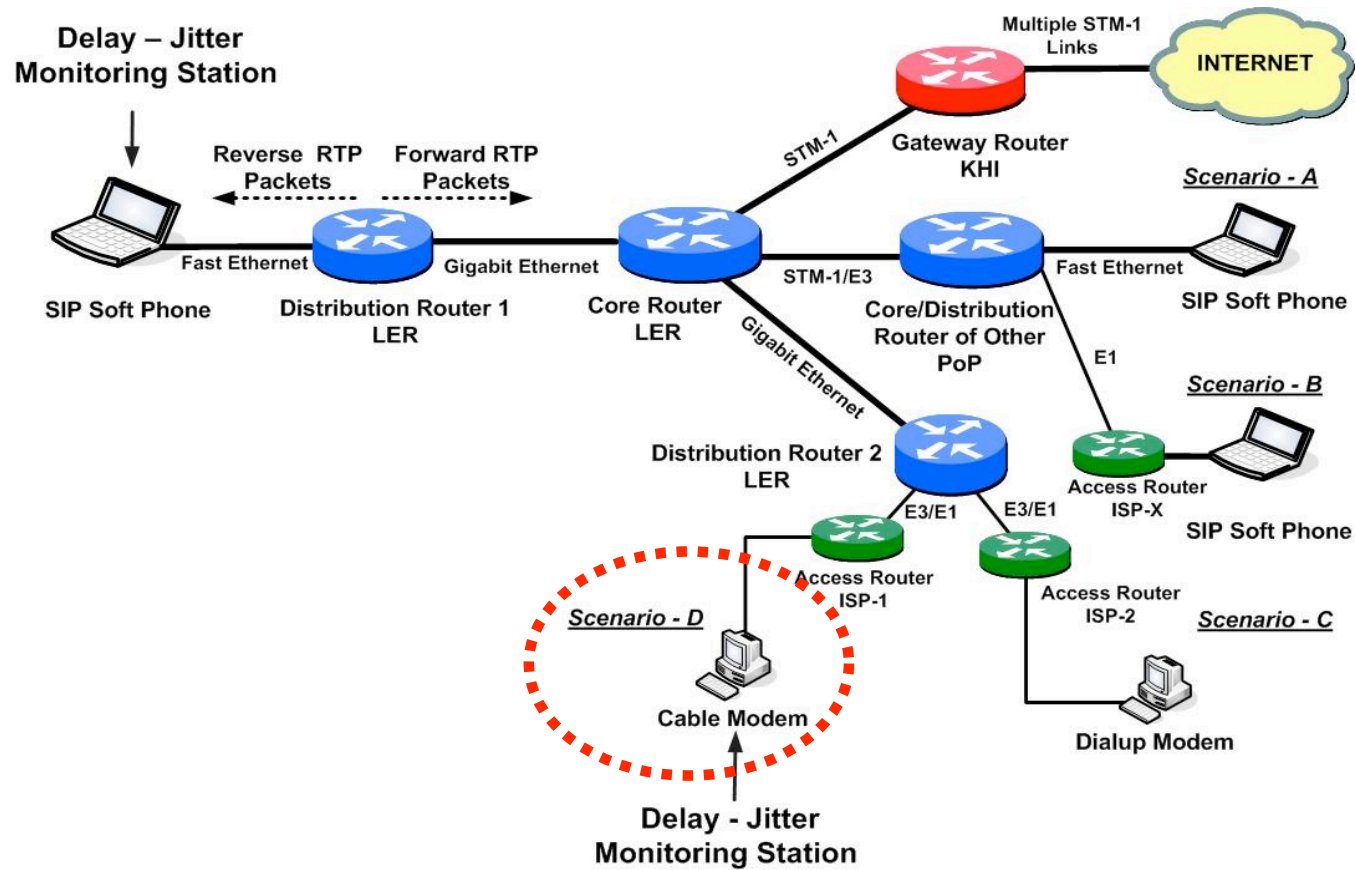 Delay – Jitter
Monitoring Station
Multiple STM-1
Links
INTERNET
STM-1
Gateway Router
KHI
Reverse RTP
Packets
Forward RTP
Packets
Scenario - A
Fast Ethernet
Gigabit Ethernet
STM-1/E3
Fast Ethernet
SIP Soft Phone
Distribution Router 1
LER
Core Router
LER
Core/Distribution
Router of Other
PoP
SIP Soft Phone
Gigabit Ethernet
E1
Scenario - B
Distribution Router 2
LER
Access Router
ISP-X
SIP Soft Phone
E3/E1
E3/E1
Access Router
ISP-1
Access Router
ISP-2
Scenario - D
Scenario - C
Cable Modem
Dialup Modem
Delay - Jitter
Monitoring Station